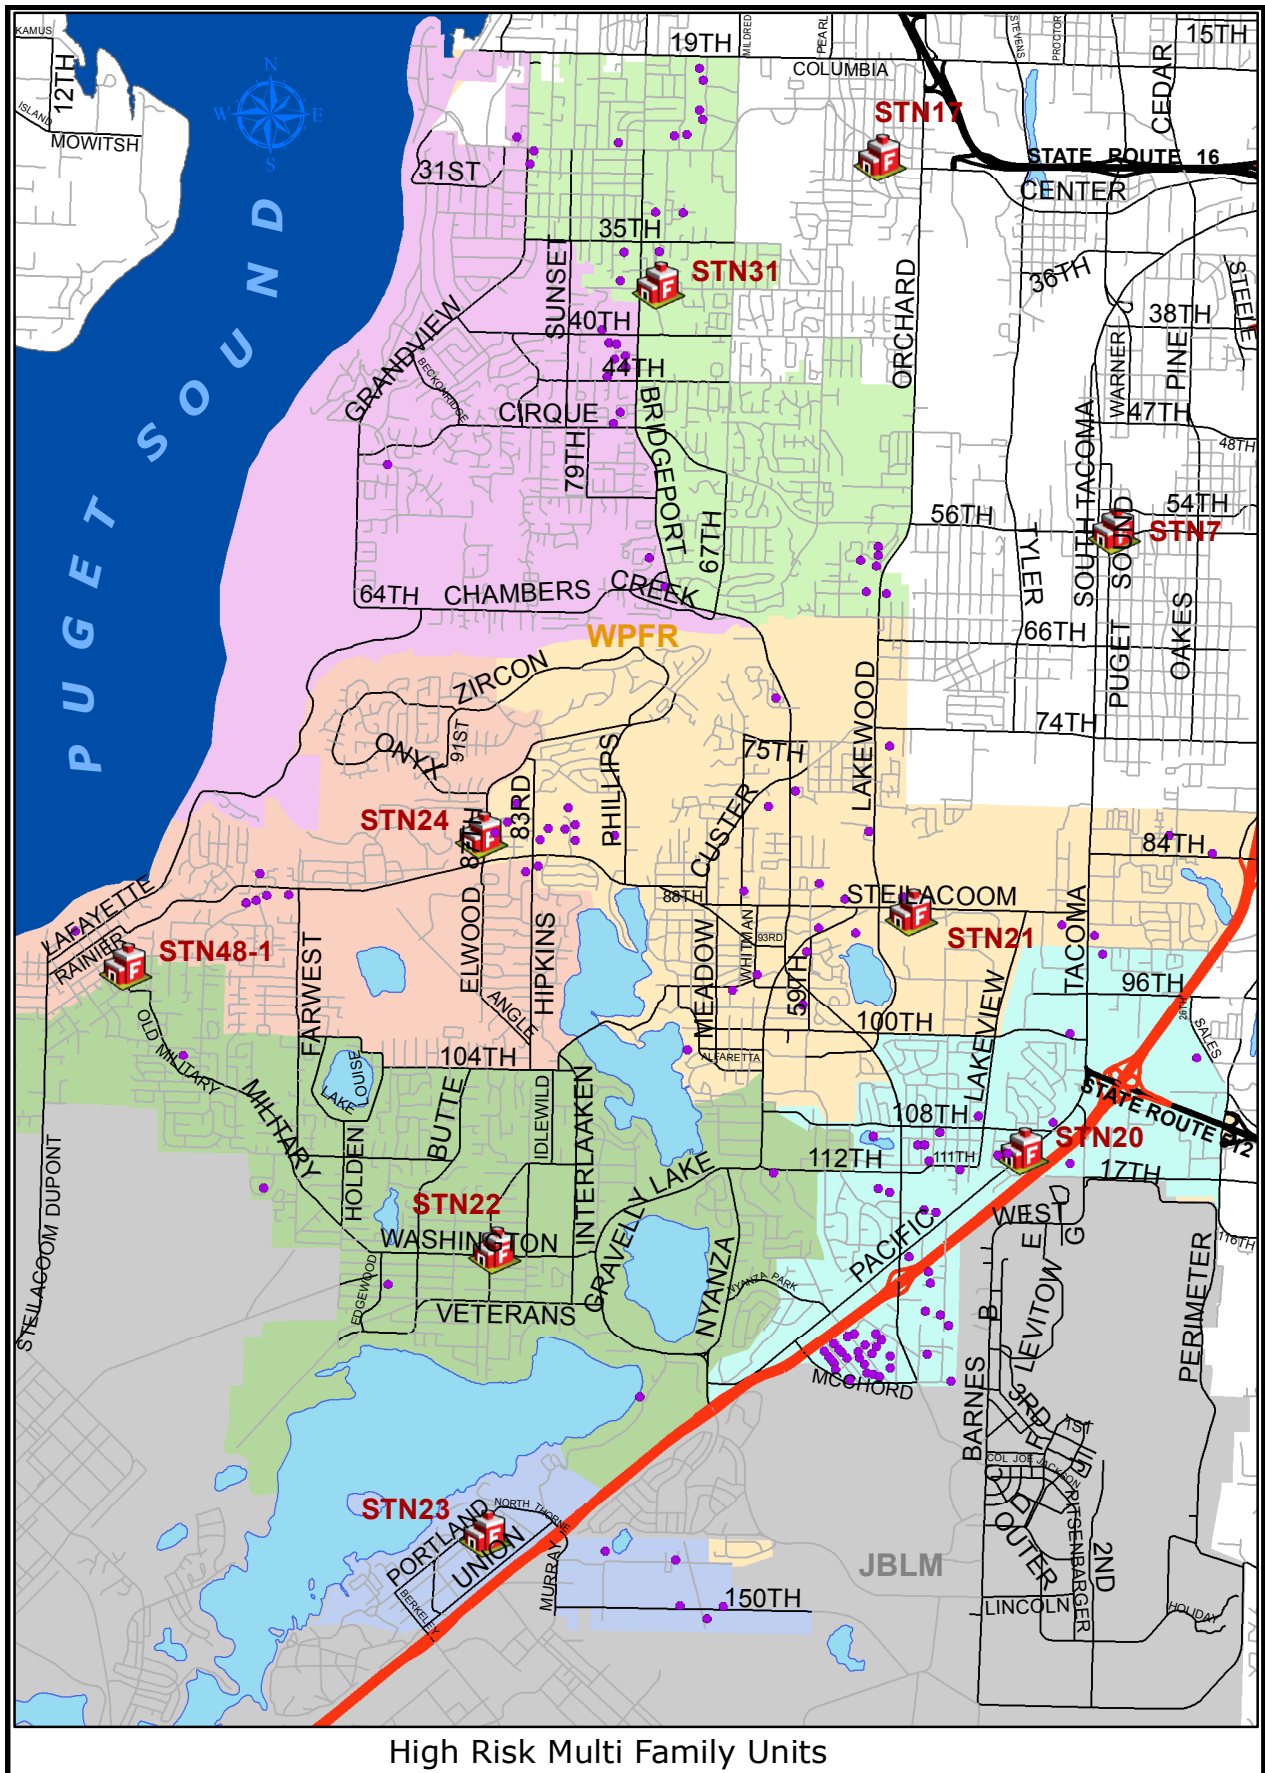 KAMUS
12TH
ISLAND
MOWITSH
N
W
E
S
PUGET SOUND
19TH
MILDRED
PEARL
COLUMBIA
STEVENS
PROCTOR
CEDAR
15TH
STN17
STATE ROUTE 16
CENTER
31ST
35TH
SUNSET
STN31
ORCHARD
36TH
STEELE
38TH
PINE
WARNER
GRANDVIEW
40TH
BECKONRIDGE
44TH
CIRQUE
BRIDGEPORT
79TH
67TH
47TH
48TH
SOUTH TACOMA
54TH
56TH
STN7
TYLER
PUGET SOUND
OAKES
64TH
CHAMBERS CREEK
WPFR
66TH
ZIRCON
ONYX
91ST
LAKEWOOD
74TH
75TH
PHILLIPS
83RD
STN24
87TH
CUSTER
84TH
88TH
STEILACOOM
LAFAYETTE
RAINIER
STN48-1
FARWEST
ELWOOD
HIPKINS
ANGLE
MEADOW
WHITMAN
93RD
59TH
STN21
TACOMA
LAKEVIEW
96TH
26TH
SALES
OLD MILITARY
104TH
100TH
ALFARETTA
LAKE LOUISE
MILITARY
BUTTE
IDLEWILD
INTERLAAKEN
HOLDEN
108TH
111TH
112TH
STATE ROUTE 512
STN20
17TH
STEILACOOM DUPONT
STN22
WASHINGTON
GRAVELLY LAKE
NYANZA
NYANZA PARK
PACIFIC
WEST
E
G
116TH
EDGEWOOD
VETERANS
B
LEVITOW
PERIMETER
MCCHORD
BARNES
3RD
F
1ST
COL JOE JACKSON
C
D
OUTER
PITSENBARGER
2ND
STN23
PORTLAND
UNION
NORTH THORNE
BERKELEY
MURRAY
JBLM
150TH
LINCOLN
HOLIDAY
High Risk Multi Family Units